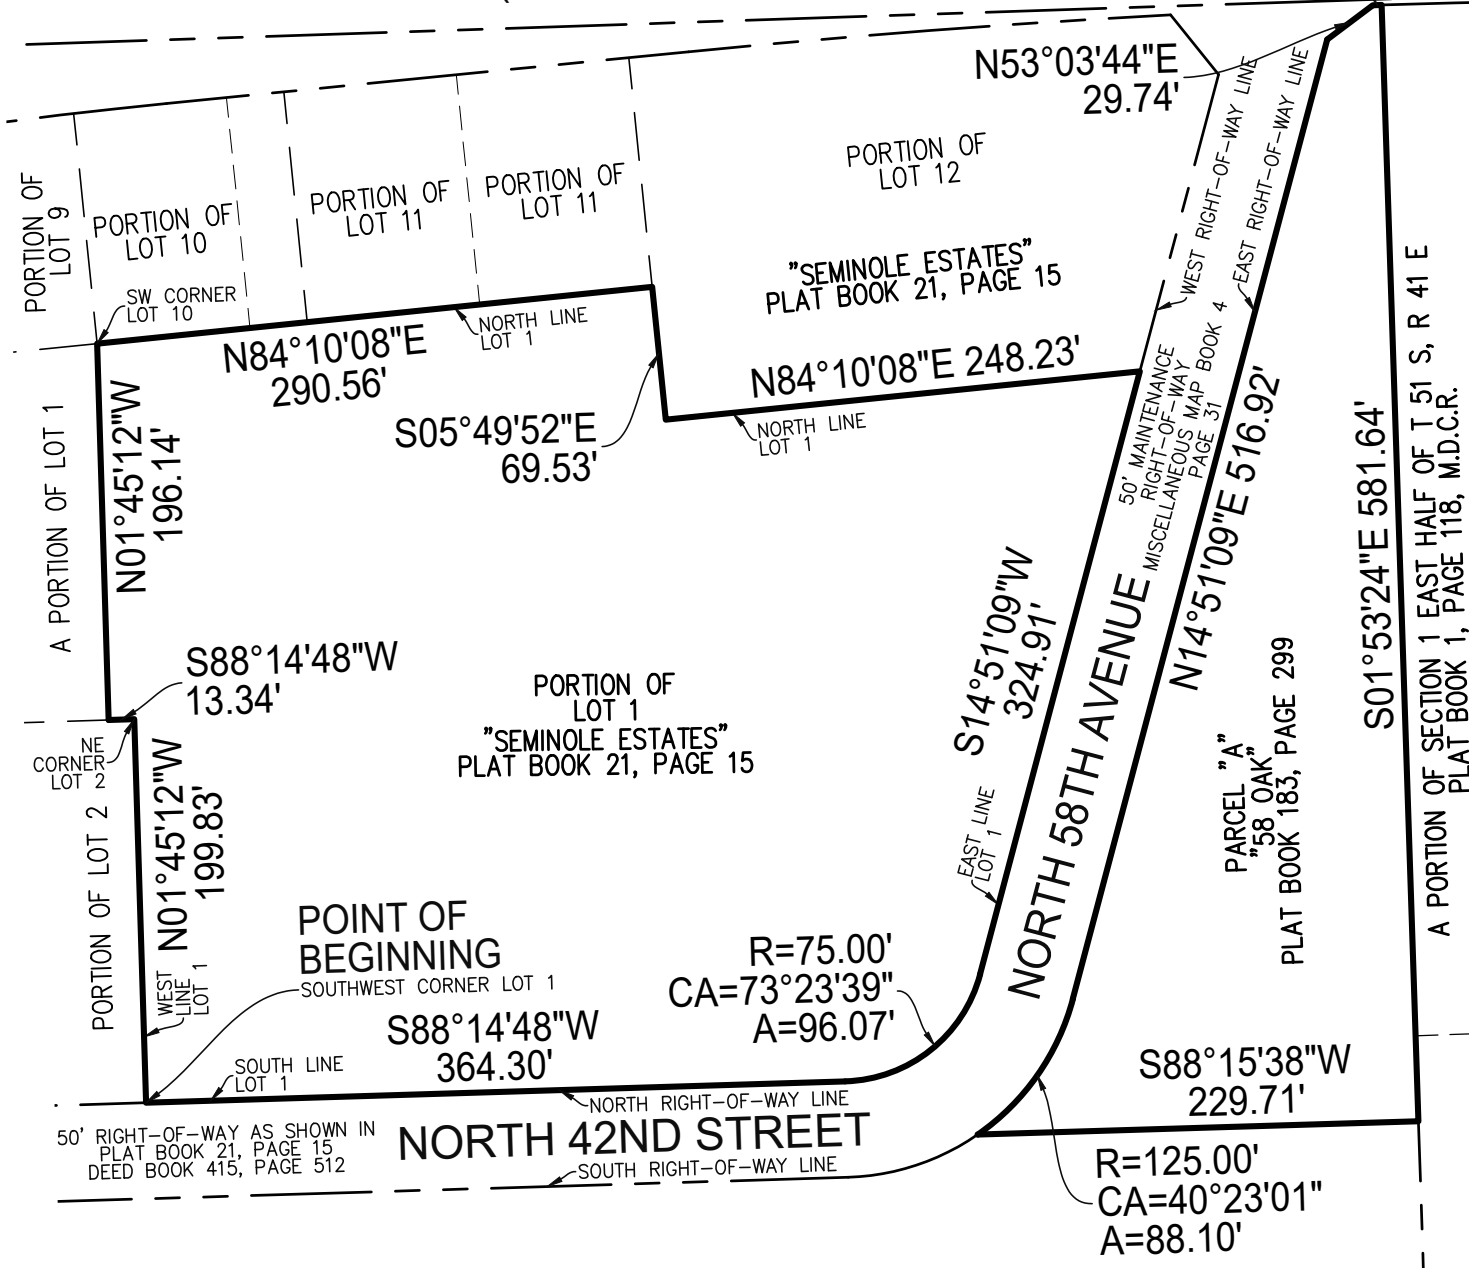 N53°03'44"E
29.74'
WEST RIGHT-OF-WAY LINE
EAST RIGHT-OF-WAY LINE
PORTION OF
LOT 9
PORTION OF
LOT 10
PORTION OF
LOT 11
PORTION OF
LOT 11
PORTION OF
LOT 12
"SEMINOLE ESTATES"
PLAT BOOK 21, PAGE 15
SW CORNER
LOT 10
N84°10'08"E
290.56'
NORTH LINE
LOT 1
S05°49'52"E
69.53'
N84°10'08"E 248.23'
NORTH LINE
LOT 1
50' MAINTENANCE
RIGHT-OF-WAY
MISCELLANEOUS MAP BOOK 4
PAGE 31
N14°51'09"E 516.92'
S01°53'24"E 581.64'
A PORTION OF SECTION 1 EAST HALF OF T 51 S, R 41 E
PLAT BOOK 1, PAGE 118, M.D.C.R.
A PORTION OF LOT 1
N01°45'12"W
196.14'
S88°14'48"W
13.34'
NE
CORNER
LOT 2
PORTION OF
LOT 1
"SEMINOLE ESTATES"
PLAT BOOK 21, PAGE 15
S14°51'09"W
324.91'
NORTH 58TH AVENUE
PARCEL "A"
"58 OAK"
PLAT BOOK 183, PAGE 299
EAST LINE
LOT 1
PORTION OF LOT 2
N01°45'12"W
199.83'
WEST
LINE
LOT 1
POINT OF
BEGINNING
SOUTHWEST CORNER LOT 1
R=75.00'
CA=73°23'39"
A=96.07'
S88°14'48"W
364.30'
SOUTH LINE
LOT 1
S88°15'38"W
229.71'
NORTH RIGHT-OF-WAY LINE
NORTH 42ND STREET
50' RIGHT-OF-WAY AS SHOWN IN
PLAT BOOK 21, PAGE 15
DEED BOOK 415, PAGE 512
SOUTH RIGHT-OF-WAY LINE
R=125.00'
CA=40°23'01"
A=88.10'